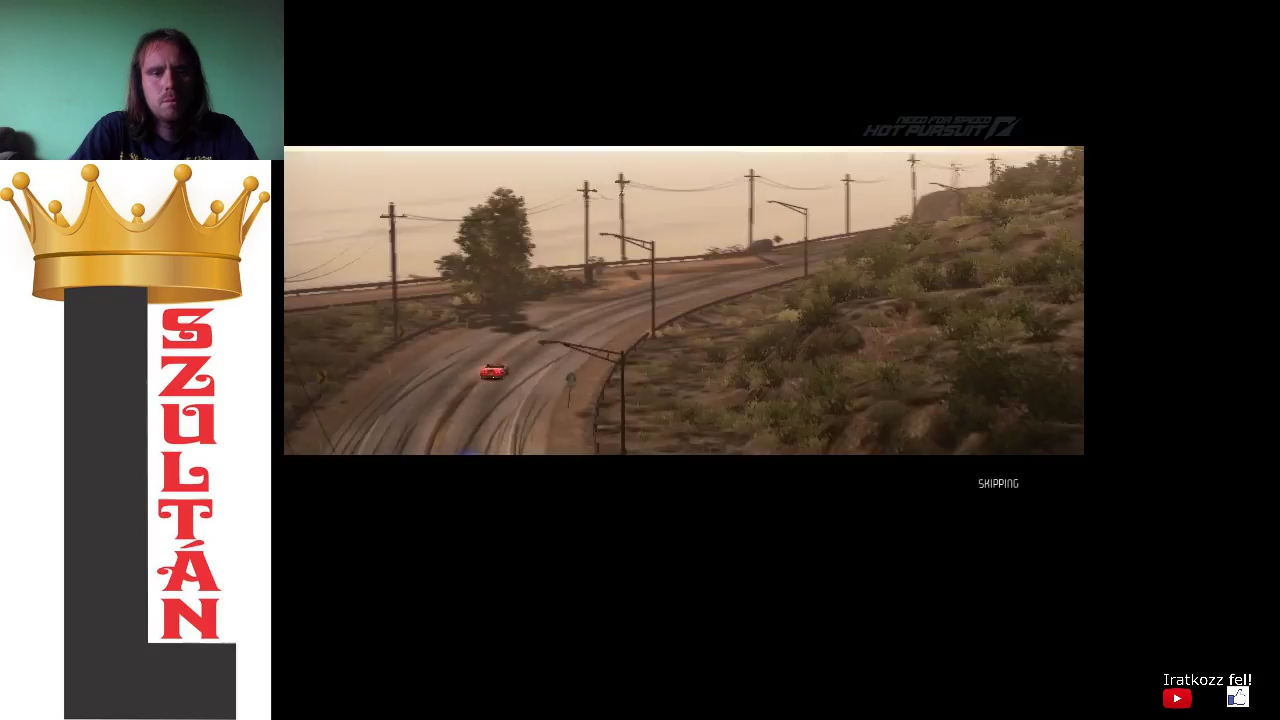 NEED FOR SPEED
HOT PURSUIT
L
SZULTÁN
SKIPPING
Iratkozz fel!